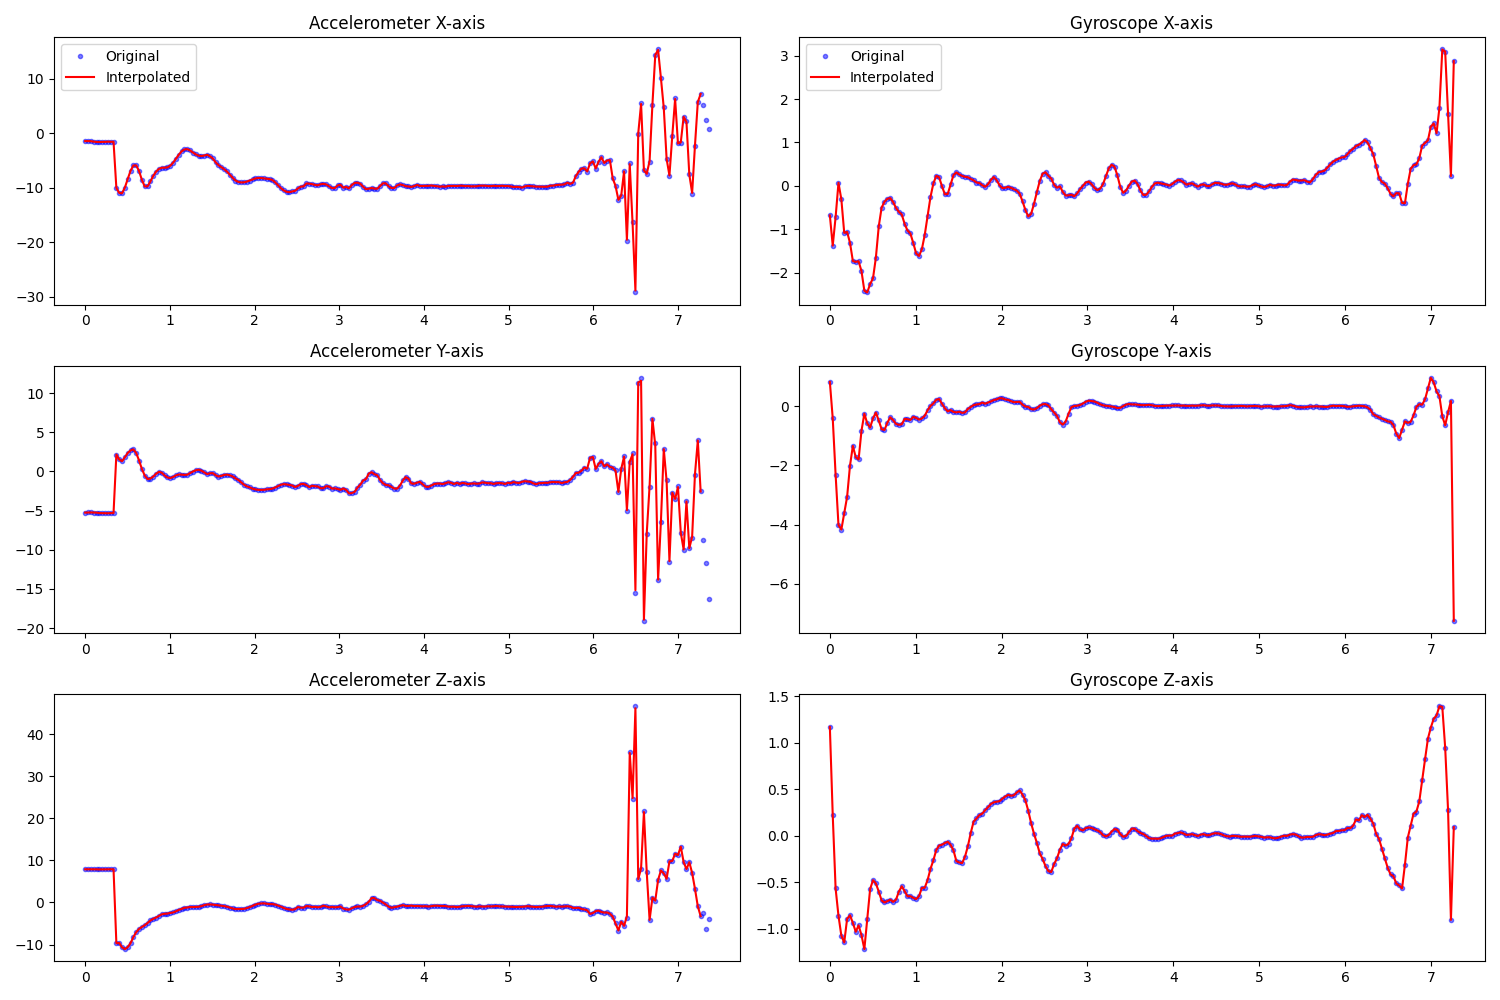 Accelerometer X-axis
Original
Interpolated
10
0
−10
−20
−30
0 1 2 3 4 5 6 7
Gyroscope X-axis
Original
Interpolated
3
2
1
0
−1
−2
0 1 2 3 4 5 6 7
Accelerometer Y-axis
10
5
0
−5
−10
−15
−20
0 1 2 3 4 5 6 7
Gyroscope Y-axis
0
−2
−4
−6
0 1 2 3 4 5 6 7
Accelerometer Z-axis
40
30
20
10
0
−10
0 1 2 3 4 5 6 7
Gyroscope Z-axis
1.5
1.0
0.5
0.0
−0.5
−1.0
0 1 2 3 4 5 6 7